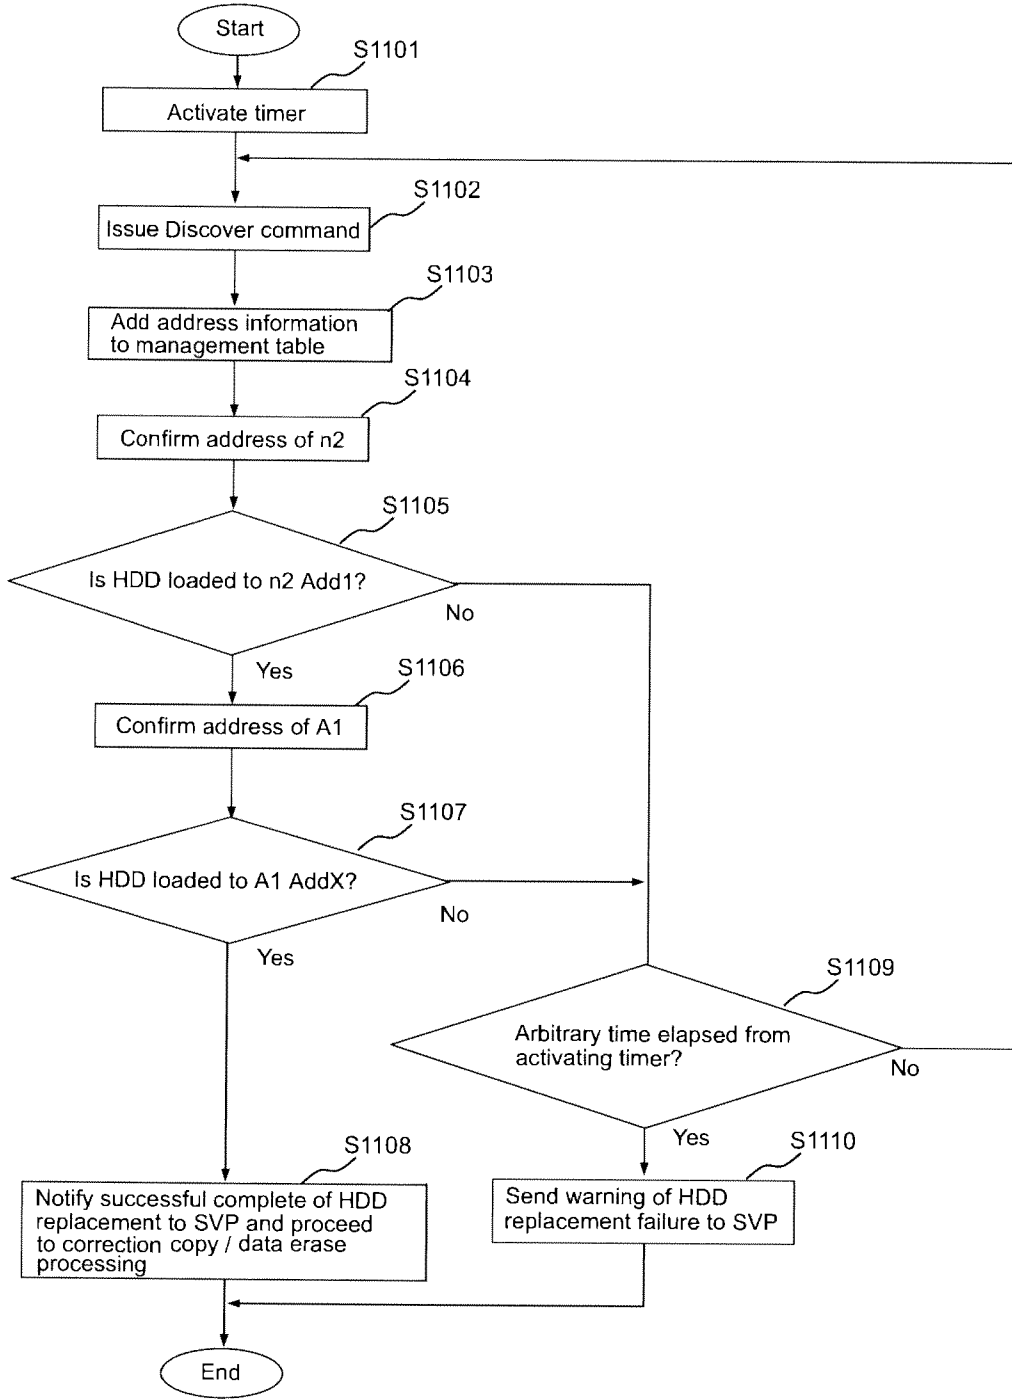 Start
S1101
Activate timer
S1102
Issue Discover command
S1103
Add address information
to management table
S1104
Confirm address of n2
S1105
Is HDD loaded to n2 Add1?
No
Yes
S1106
Confirm address of A1
S1107
Is HDD loaded to A1 AddX?
No
Yes
S1109
Arbitrary time elapsed from
activating timer?
No
Yes
S1108
Notify successful complete of HDD
replacement to SVP and proceed
to correction copy / data erase
processing
S1110
Send warning of HDD
replacement failure to SVP
End